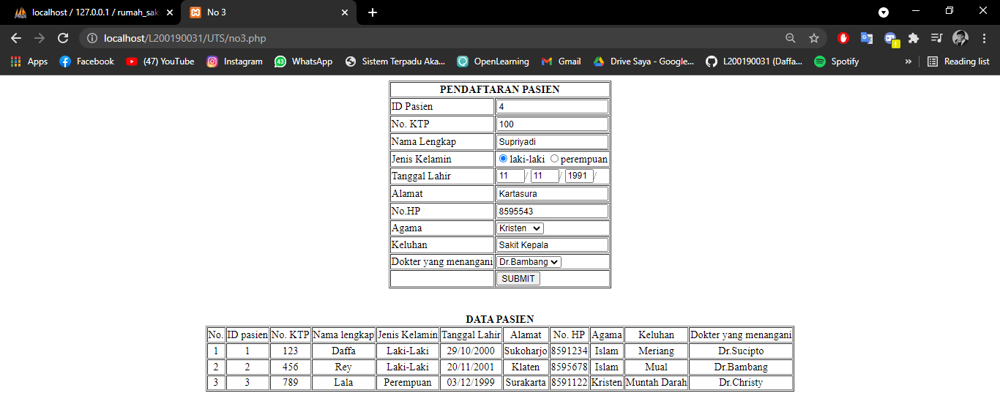 localhost / 127.0.0.1 / rumah_sak
No 3
localhost/L200190031/UTS/no3.php
Apps Facebook (47) YouTube Instagram 43 WhatsApp Sistem Terpadu Aka... OpenLearning Gmail Drive Saya - Google... L200190031 (Daffa... Spotify » Reading list
PENDAFTARAN PASIEN
ID Pasien 4
No. KTP 100
Nama Lengkap Supriyadi
Jenis Kelamin laki-laki perempuan
Tanggal Lahir 11 / 11 / 1991 /
Alamat Kartasura
No.HP 8595543
Agama Kristen
Keluhan Sakit Kepala
Dokter yang menangani Dr.Bambang
SUBMIT
DATA PASIEN
No. ID pasien No. KTP Nama lengkap Jenis Kelamin Tanggal Lahir Alamat No. HP Agama Keluhan Dokter yang menangani
1 1 123 Daffa Laki-Laki 29/10/2000 Sukoharjo 8591234 Islam Meriang Dr.Sucipto
2 2 456 Rey Laki-Laki 20/11/2001 Klaten 8595678 Islam Mual Dr.Bambang
3 3 789 Lala Perempuan 03/12/1999 Surakarta 8591122 Kristen Muntah Darah Dr.Christy